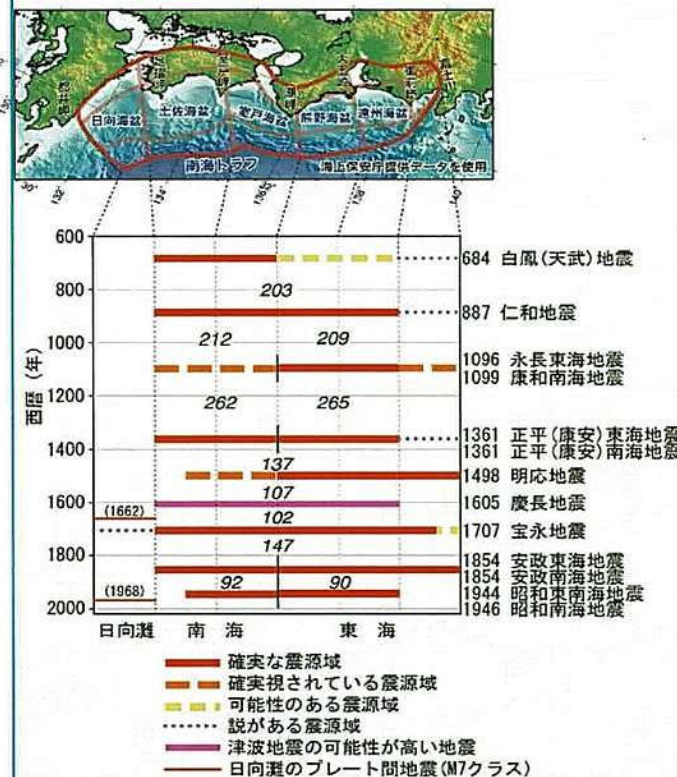 日向海盆
土佐海盆
室戸海盆
熊野海盆
遠州海盆
南海トラフ
海上保安庁提供データを使用
132°
134°
138°
140°
西暦(年)
600
684 白鳳(天武)地震
800
203
887 仁和地震
1000
212
209
1096 永長東海地震
1099 康和南海地震
1200
262
265
1361 正平(康安)東海地震
1361 正平(康安)南海地震
1400
137
1498 明応地震
107
1600
1605 慶長地震
(1662)
102
1707 宝永地震
147
1800
1854 安政東海地震
1854 安政南海地震
92
90
(1968)
1944 昭和東南海地震
1946 昭和南海地震
2000
日向灘 南海 東海
確実な震源域
確実視されている震源域
可能性のある震源域
説がある震源域
津波地震の可能性が高い地震
日向灘のプレート間地震(M7クラス)